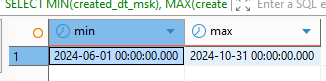 SELECT MIN(created_dt_msk), MAX(create
Enter a SQL e
min max
1 2024-06-01 00:00:00.000 2024-10-31 00:00:00.000